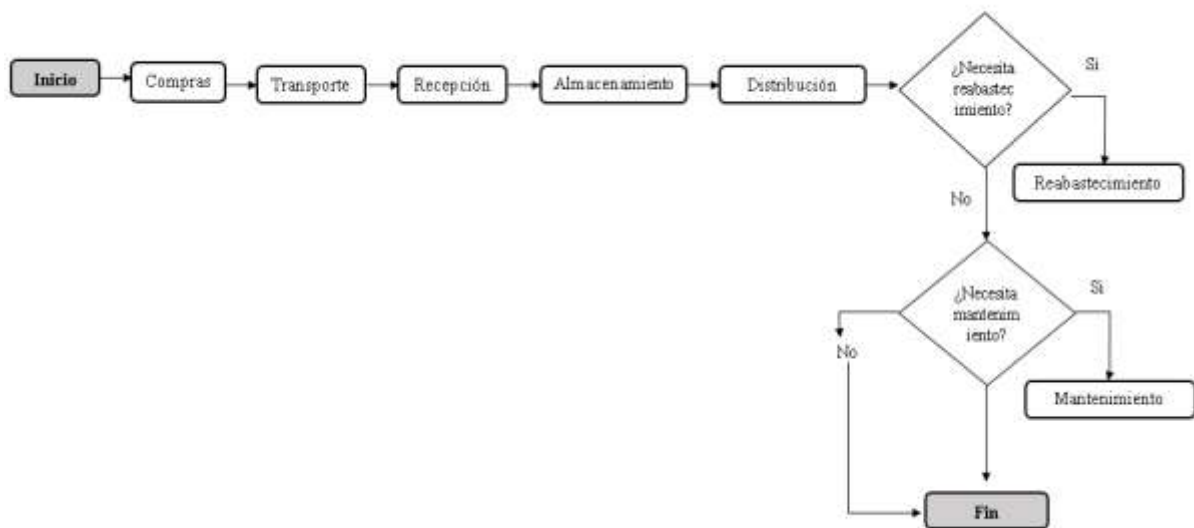 Inicio
Compras
Transporte
Recepción
Almacenamiento
Distribución
¿Necesita
reabastec
imiento?
Si
Reabastecimiento
No
¿Necesita
mantenim
iento?
Si
No
Mantenimiento
Fin